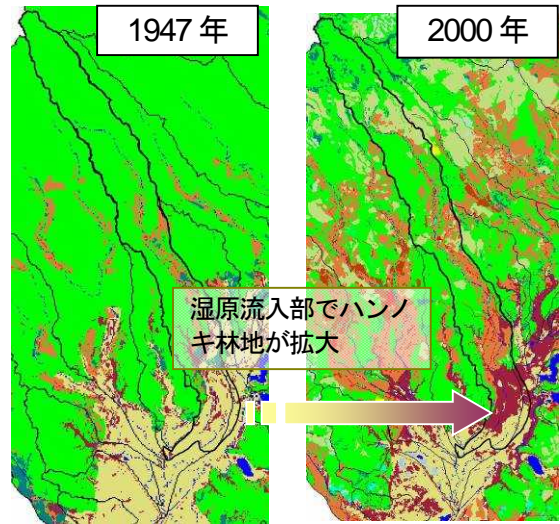 1947 年
2000 年
湿原流入部でハンノ
キ林地が拡大